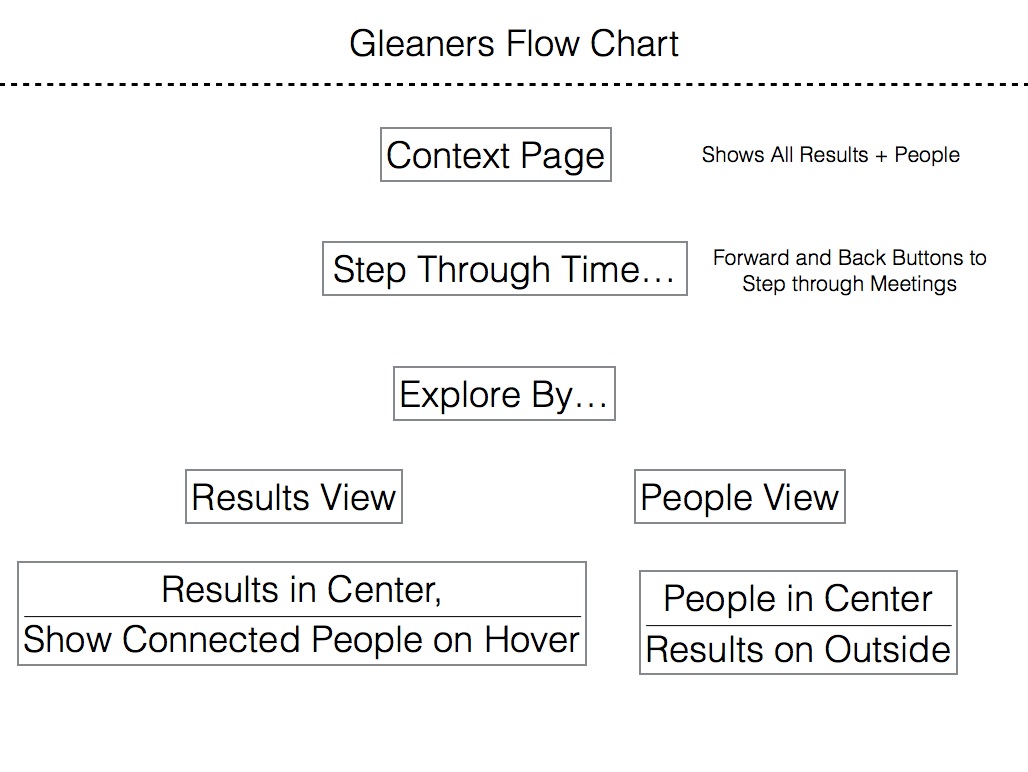 Gleaners Flow Chart
Context Page
Shows All Results + People
Step Through Time…
Forward and Back Buttons to
Step through Meetings
Explore By…
Results View
People View
Results in Center,
Show Connected People on Hover
People in Center
Results on Outside